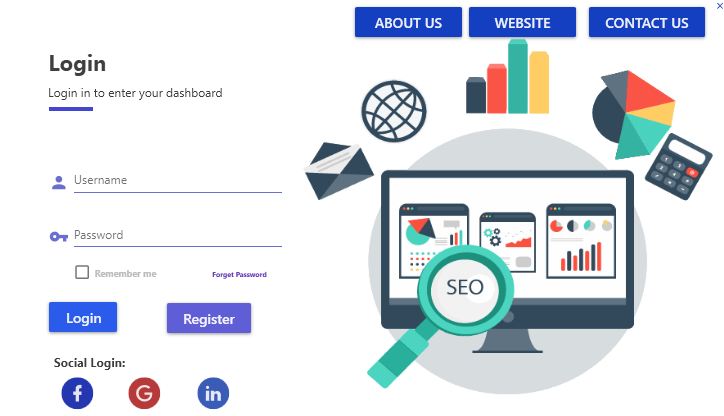 ABOUT US
WEBSITE
CONTACT US
Login
Login in to enter your dashboard
Username
Password
Remember me
Forget Password
Login
Register
Social Login:
f
G
in
SEO